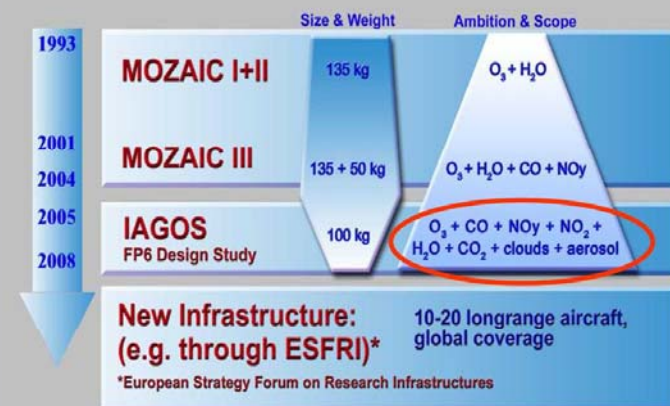 Size & Weight
Ambition & Scope
1993
MOZAIC I+II
135 kg
O₃ + H₂O
2001
MOZAIC III
135 + 50 kg
O₃ + H₂O + CO + NOy
2004
2005
IAGOS
FP6 Design Study
100 kg
O₃ + CO + NOy + NO₂ +
H₂O + CO₂ + clouds + aerosol
2008
New Infrastructure:
(e.g. through ESFRI)*
10-20 longrange aircraft,
global coverage
*European Strategy Forum on Research Infrastructures